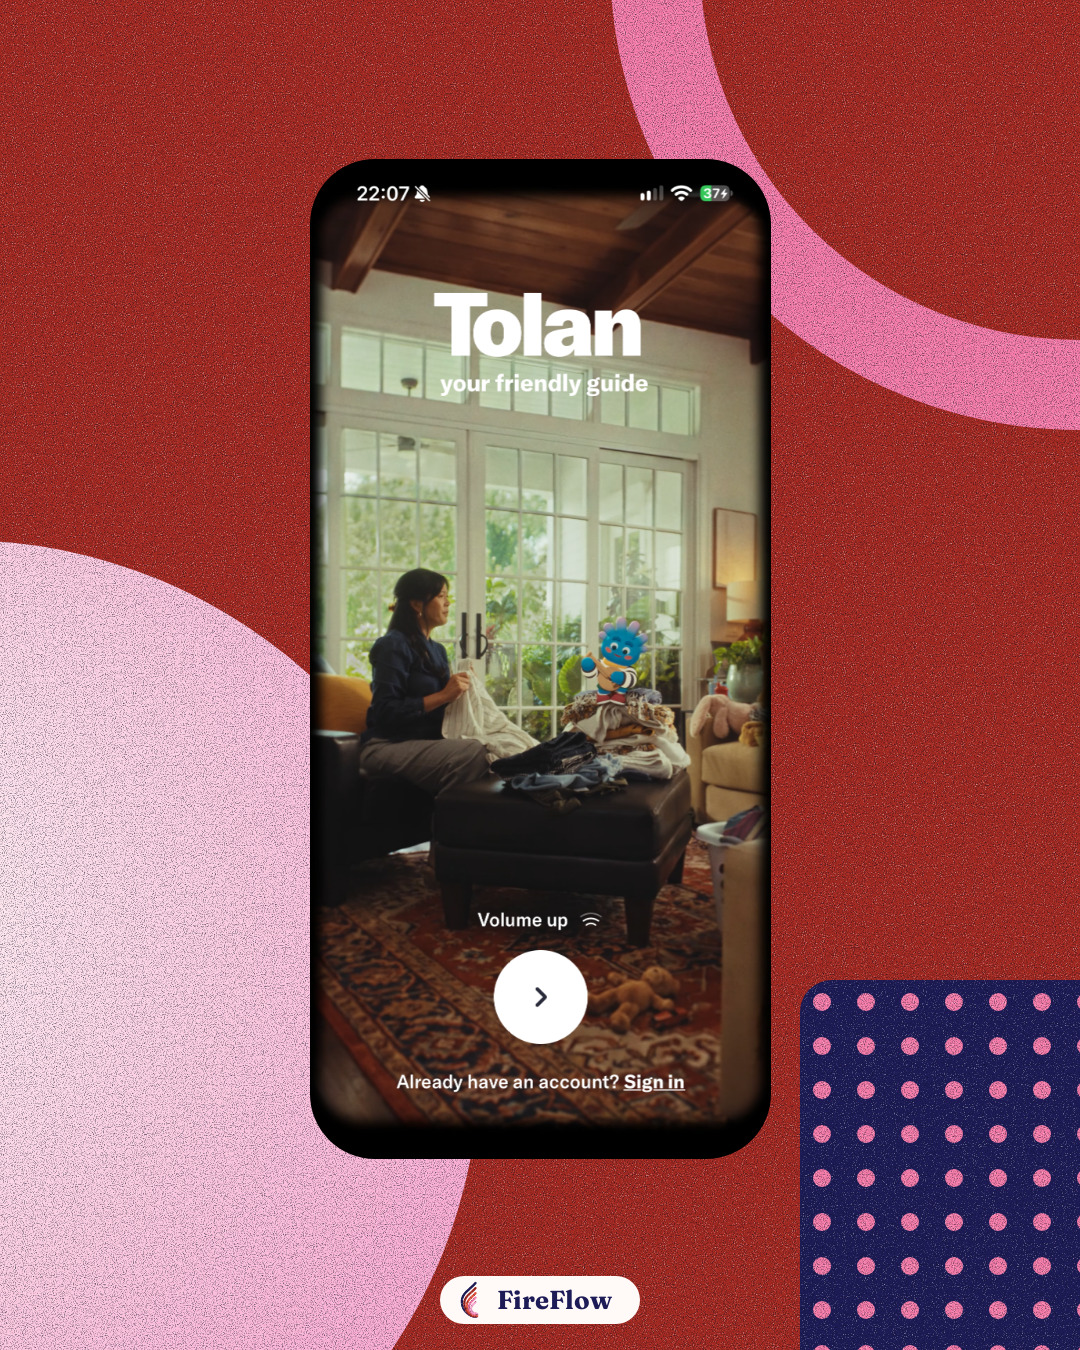 22:07
37
Tolan
your friendly guide
Volume up
Already have an account? Sign in
FireFlow